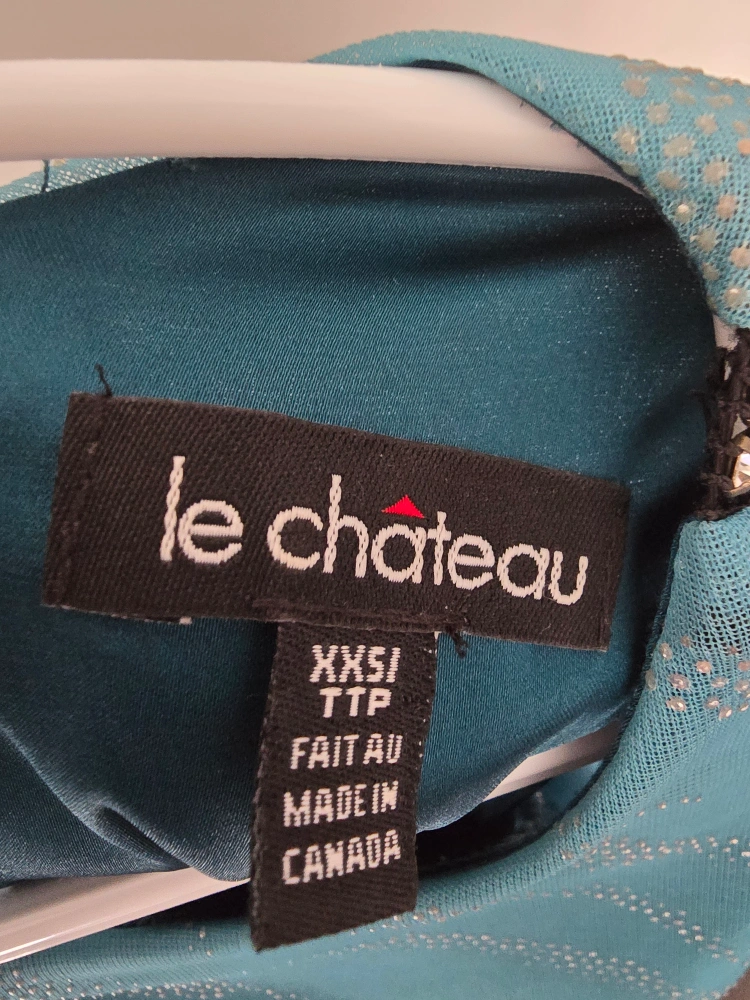 le château
XXS/
TTP
FAIT AU
MADE IN
CANADA